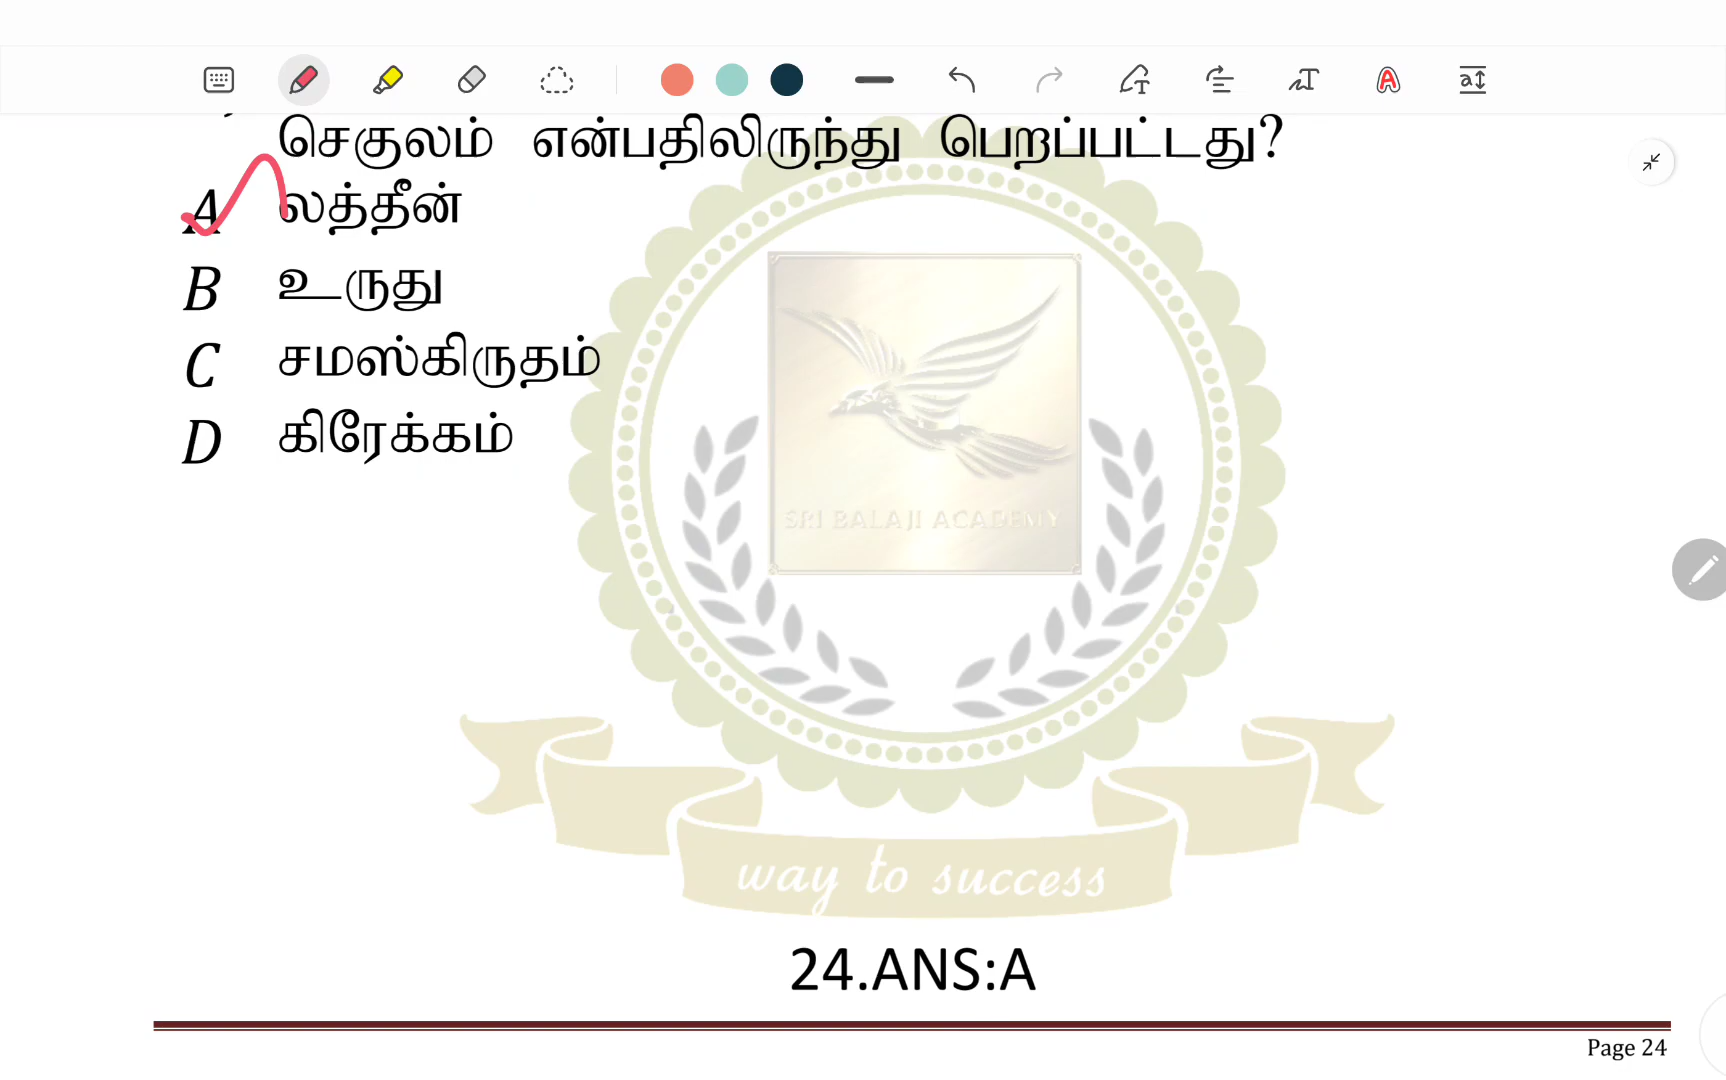 செகுலம் என்பதிலிருந்து பெறப்பட்டது?
A லத்தீன்
B உருது
C சமஸ்கிருதம்
D கிரேக்கம்
SRI BALAJI ACADEMY
way to success
24.ANS:A
Page 24